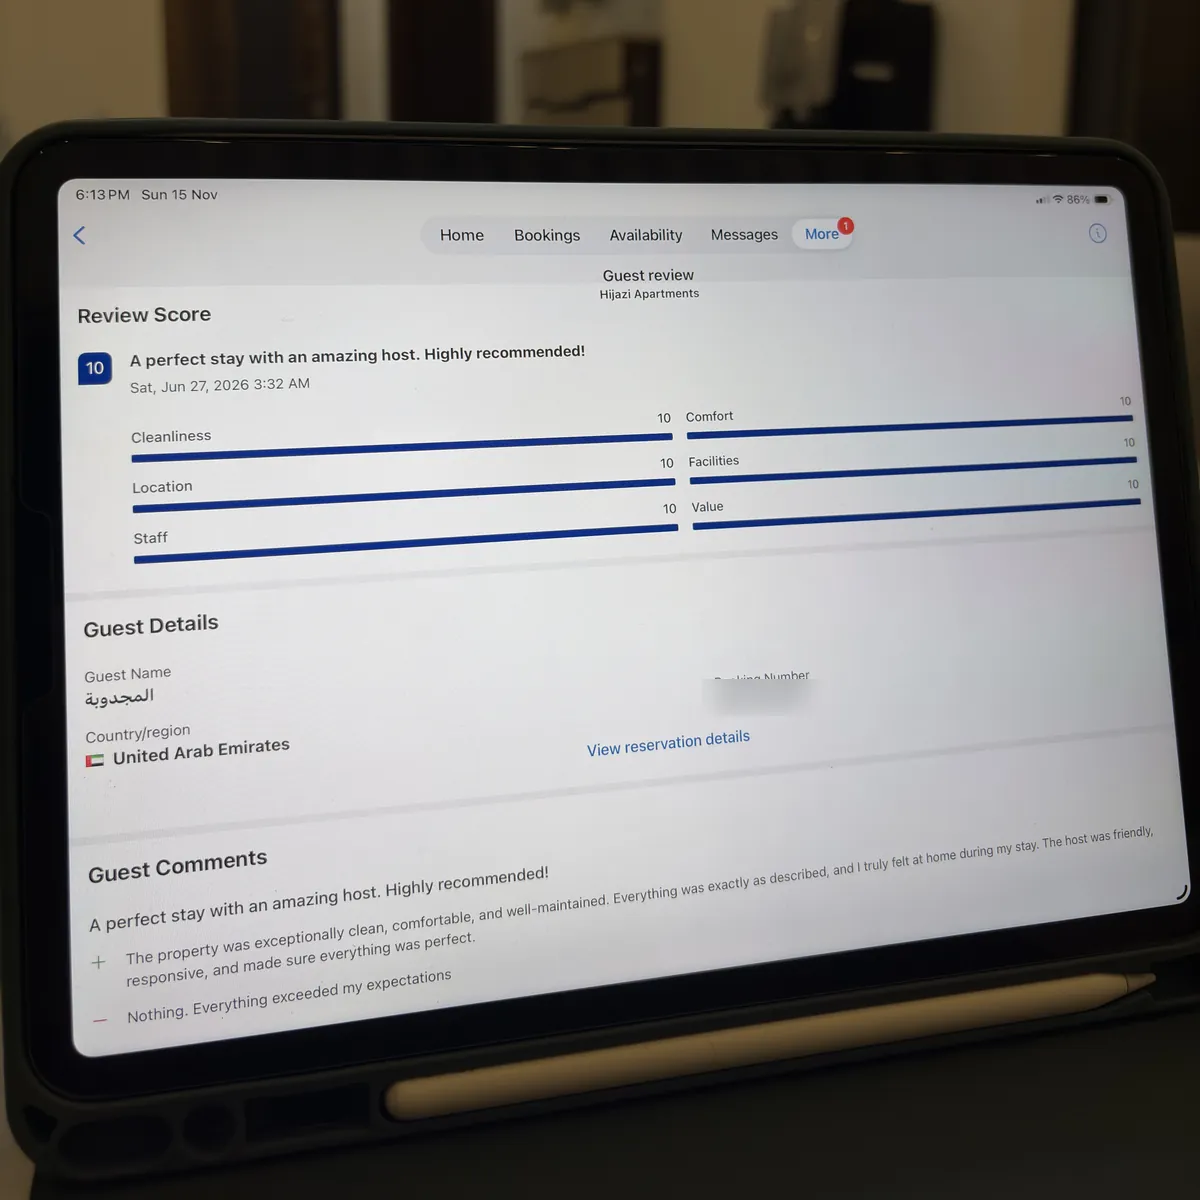 6:13 PM Sun 15 Nov
86%
Home Bookings Availability Messages More 1
Guest review
Hijazi Apartments
Review Score
10
A perfect stay with an amazing host. Highly recommended!
Sat, Jun 27, 2026 3:32 AM
Cleanliness 10
Comfort 10
Location 10
Facilities 10
Staff 10
Value 10
Guest Details
Guest Name
المجدوبة
Number
Country/region
United Arab Emirates
View reservation details
Guest Comments
A perfect stay with an amazing host. Highly recommended!
+ The property was exceptionally clean, comfortable, and well-maintained. Everything was exactly as described, and I truly felt at home during my stay. The host was friendly,
responsive, and made sure everything was perfect.
− Nothing. Everything exceeded my expectations